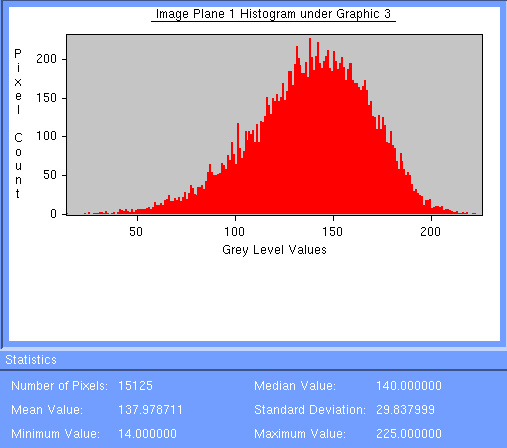 Image Plane 1 Histogram under Graphic 3
Pixel Count
200
150
100
50
0
50 100 150 200
Grey Level Values
Statistics
Number of Pixels: 15125 Median Value: 140.000000
Mean Value: 137.978711 Standard Deviation: 29.837999
Minimum Value: 14.000000 Maximum Value: 225.000000